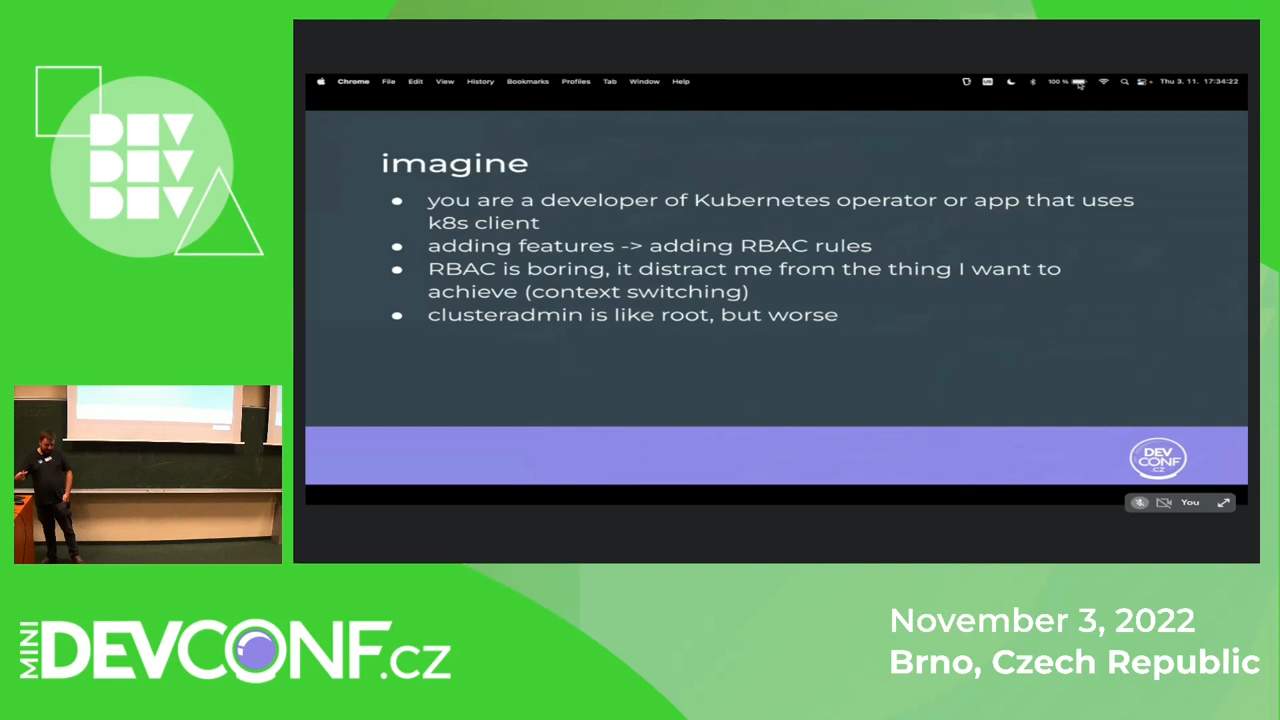 DEV
DEV
DEV
Chrome File Edit View History Bookmarks Profiles Tab Window Help
US
100 %
Thu 3. 11. 17:34:22
imagine
● you are a developer of Kubernetes operator or app that uses
k8s client
● adding features -> adding RBAC rules
● RBAC is boring, it distract me from the thing I want to
achieve (context switching)
● clusteradmin is like root, but worse
DEV
CONF
.CZ
You
MINI
DEVCONF.cz
November 3, 2022
Brno, Czech Republic